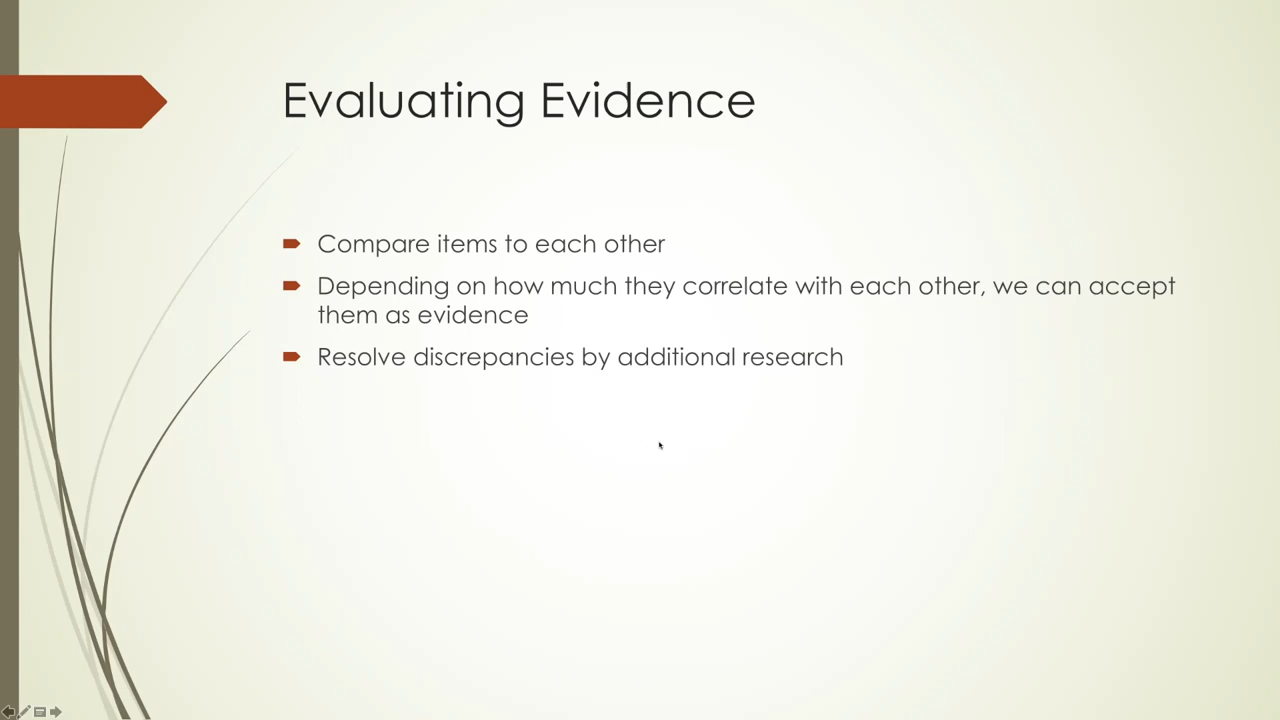 Evaluating Evidence
Compare items to each other
Depending on how much they correlate with each other, we can accept
them as evidence
Resolve discrepancies by additional research